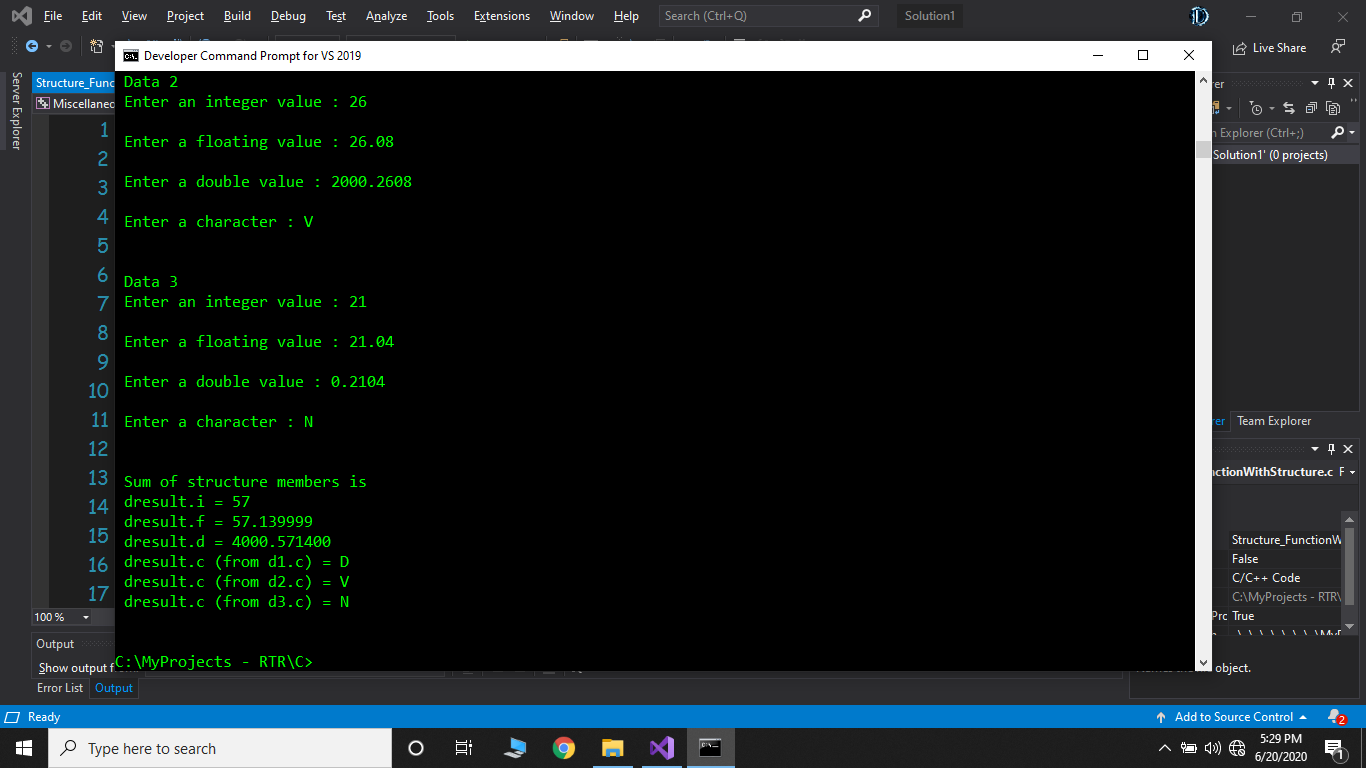 File Edit View Project Build Debug Test Analyze Tools Extensions Window Help Search (Ctrl+Q) Solution1
Live Share
Developer Command Prompt for VS 2019
Server Explorer
Structure_Func
Miscellaneo
1
2
3
4
5
6
7
8
9
10
11
12
13
14
15
16
17
100 %
Data 2
Enter an integer value : 26
Enter a floating value : 26.08
Enter a double value : 2000.2608
Enter a character : V
Data 3
Enter an integer value : 21
Enter a floating value : 21.04
Enter a double value : 0.2104
Enter a character : N
Sum of structure members is
dresult.i = 57
dresult.f = 57.139999
dresult.d = 4000.571400
dresult.c (from d1.c) = D
dresult.c (from d2.c) = V
dresult.c (from d3.c) = N
C:\MyProjects - RTR\C>
rer
n Explorer (Ctrl+;)
Solution1' (0 projects)
rer Team Explorer
nctionWithStructure.c F
Structure_FunctionW
False
C/C++ Code
C:\MyProjects - RTR\
Prc True
object.
Output
Show output f
Error List Output
Ready
Add to Source Control
2
Type here to search
5:29 PM
6/20/2020
1